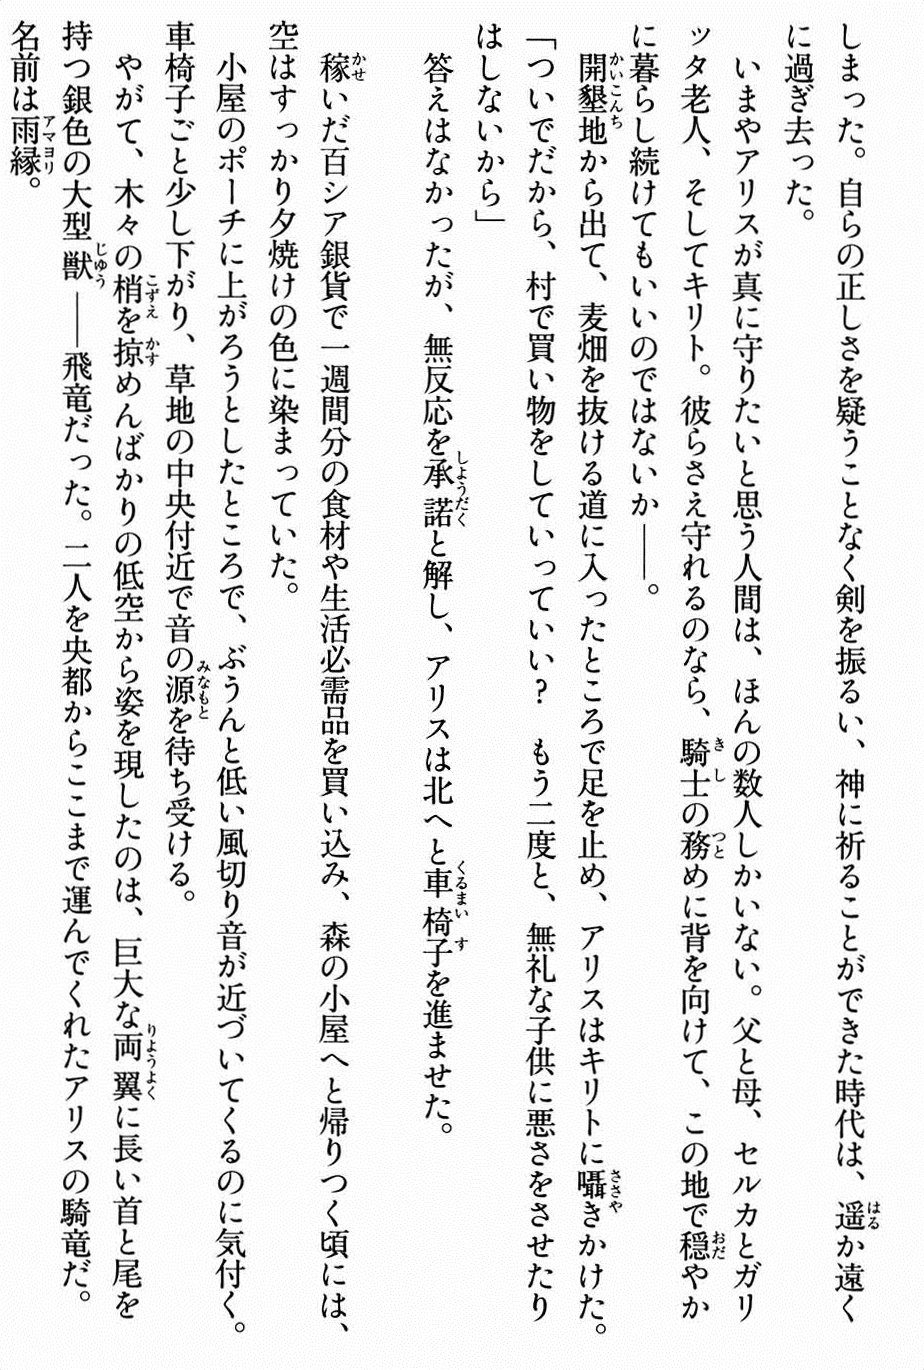 しまった。自らの正しさを疑うことなく剣を振るい、神に祈ることができた時代は、遥か遠く
に過ぎ去った。
いまやアリスが真に守りたいと思う人間は、ほんの数人しかいない。父と母、セルカとガリ
ッタ老人、そしてキリト。彼らさえ守れるのなら、騎士の務めに背を向けて、この地で穏やか
に暮らし続けてもいいのではないか――。
開墾地から出て、麦畑を抜ける道に入ったところで足を止め、アリスはキリトに囁きかけた。
「ついでだから、村で買い物をしていっていい？　もう二度と、無礼な子供に悪さをさせたり
はしないから」
答えはなかったが、無反応を承諾と解し、アリスは北へと車椅子を進ませた。
稼いだ百シア銀貨で一週間分の食材や生活必需品を買い込み、森の小屋へと帰りつく頃には、
空はすっかり夕焼けの色に染まっていた。
小屋のポーチに上がろうとしたところで、ぶうんと低い風切り音が近づいてくるのに気付く。
車椅子ごと少し下がり、草地の中央付近で音の源を待ち受ける。
やがて、木々の梢を掠めんばかりの低空から姿を現したのは、巨大な両翼に長い首と尾を
持つ銀色の大型獣――飛竜だった。二人を央都からここまで運んでくれたアリスの騎竜だ。
名前は雨縁。